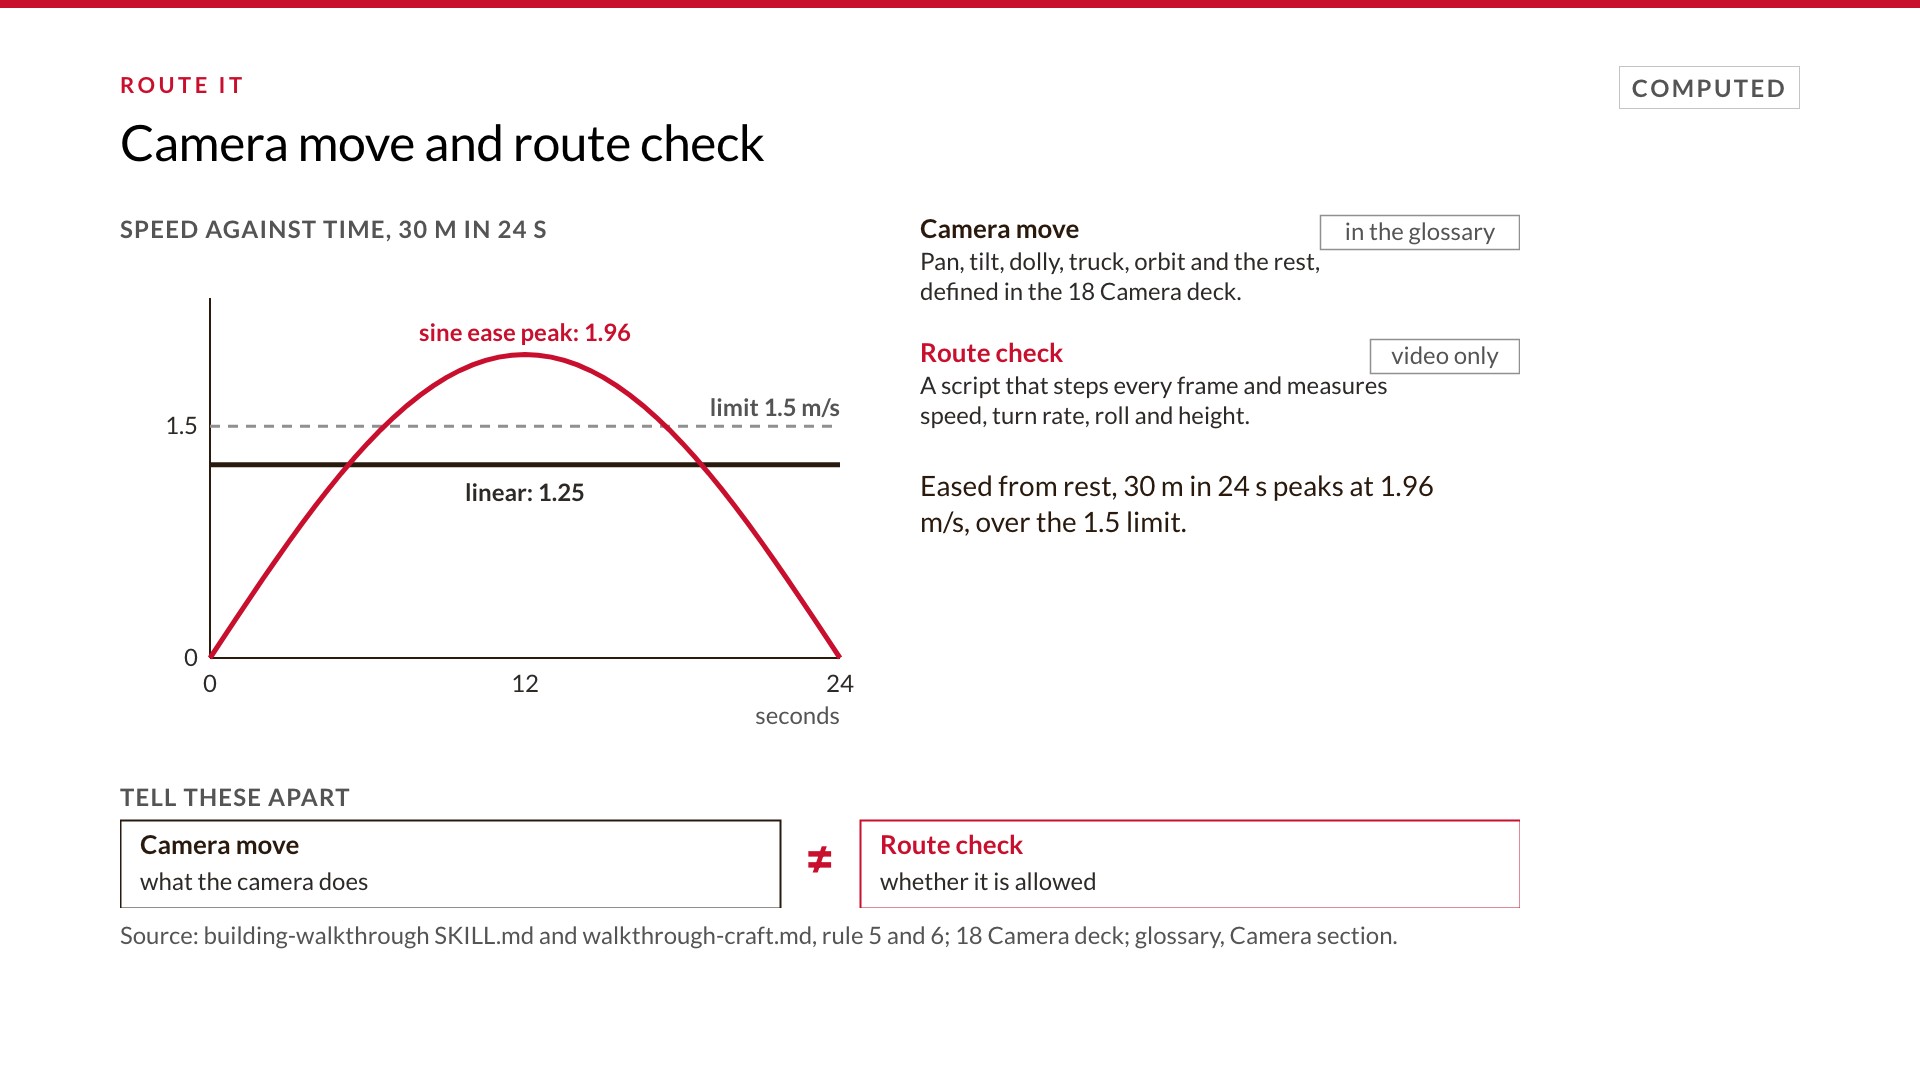 ROUTE IT
COMPUTED
Camera move and route check
SPEED AGAINST TIME, 30 M IN 24 S
sine ease peak: 1.96
limit 1.5 m/s
1.5
linear: 1.25
0
0
12
24
seconds
Camera move
in the glossary
Pan, tilt, dolly, truck, orbit and the rest,
defined in the 18 Camera deck.
Route check
video only
A script that steps every frame and measures
speed, turn rate, roll and height.
Eased from rest, 30 m in 24 s peaks at 1.96
m/s, over the 1.5 limit.
TELL THESE APART
Camera move
what the camera does
≠
Route check
whether it is allowed
Source: building-walkthrough SKILL.md and walkthrough-craft.md, rule 5 and 6; 18 Camera deck; glossary, Camera section.